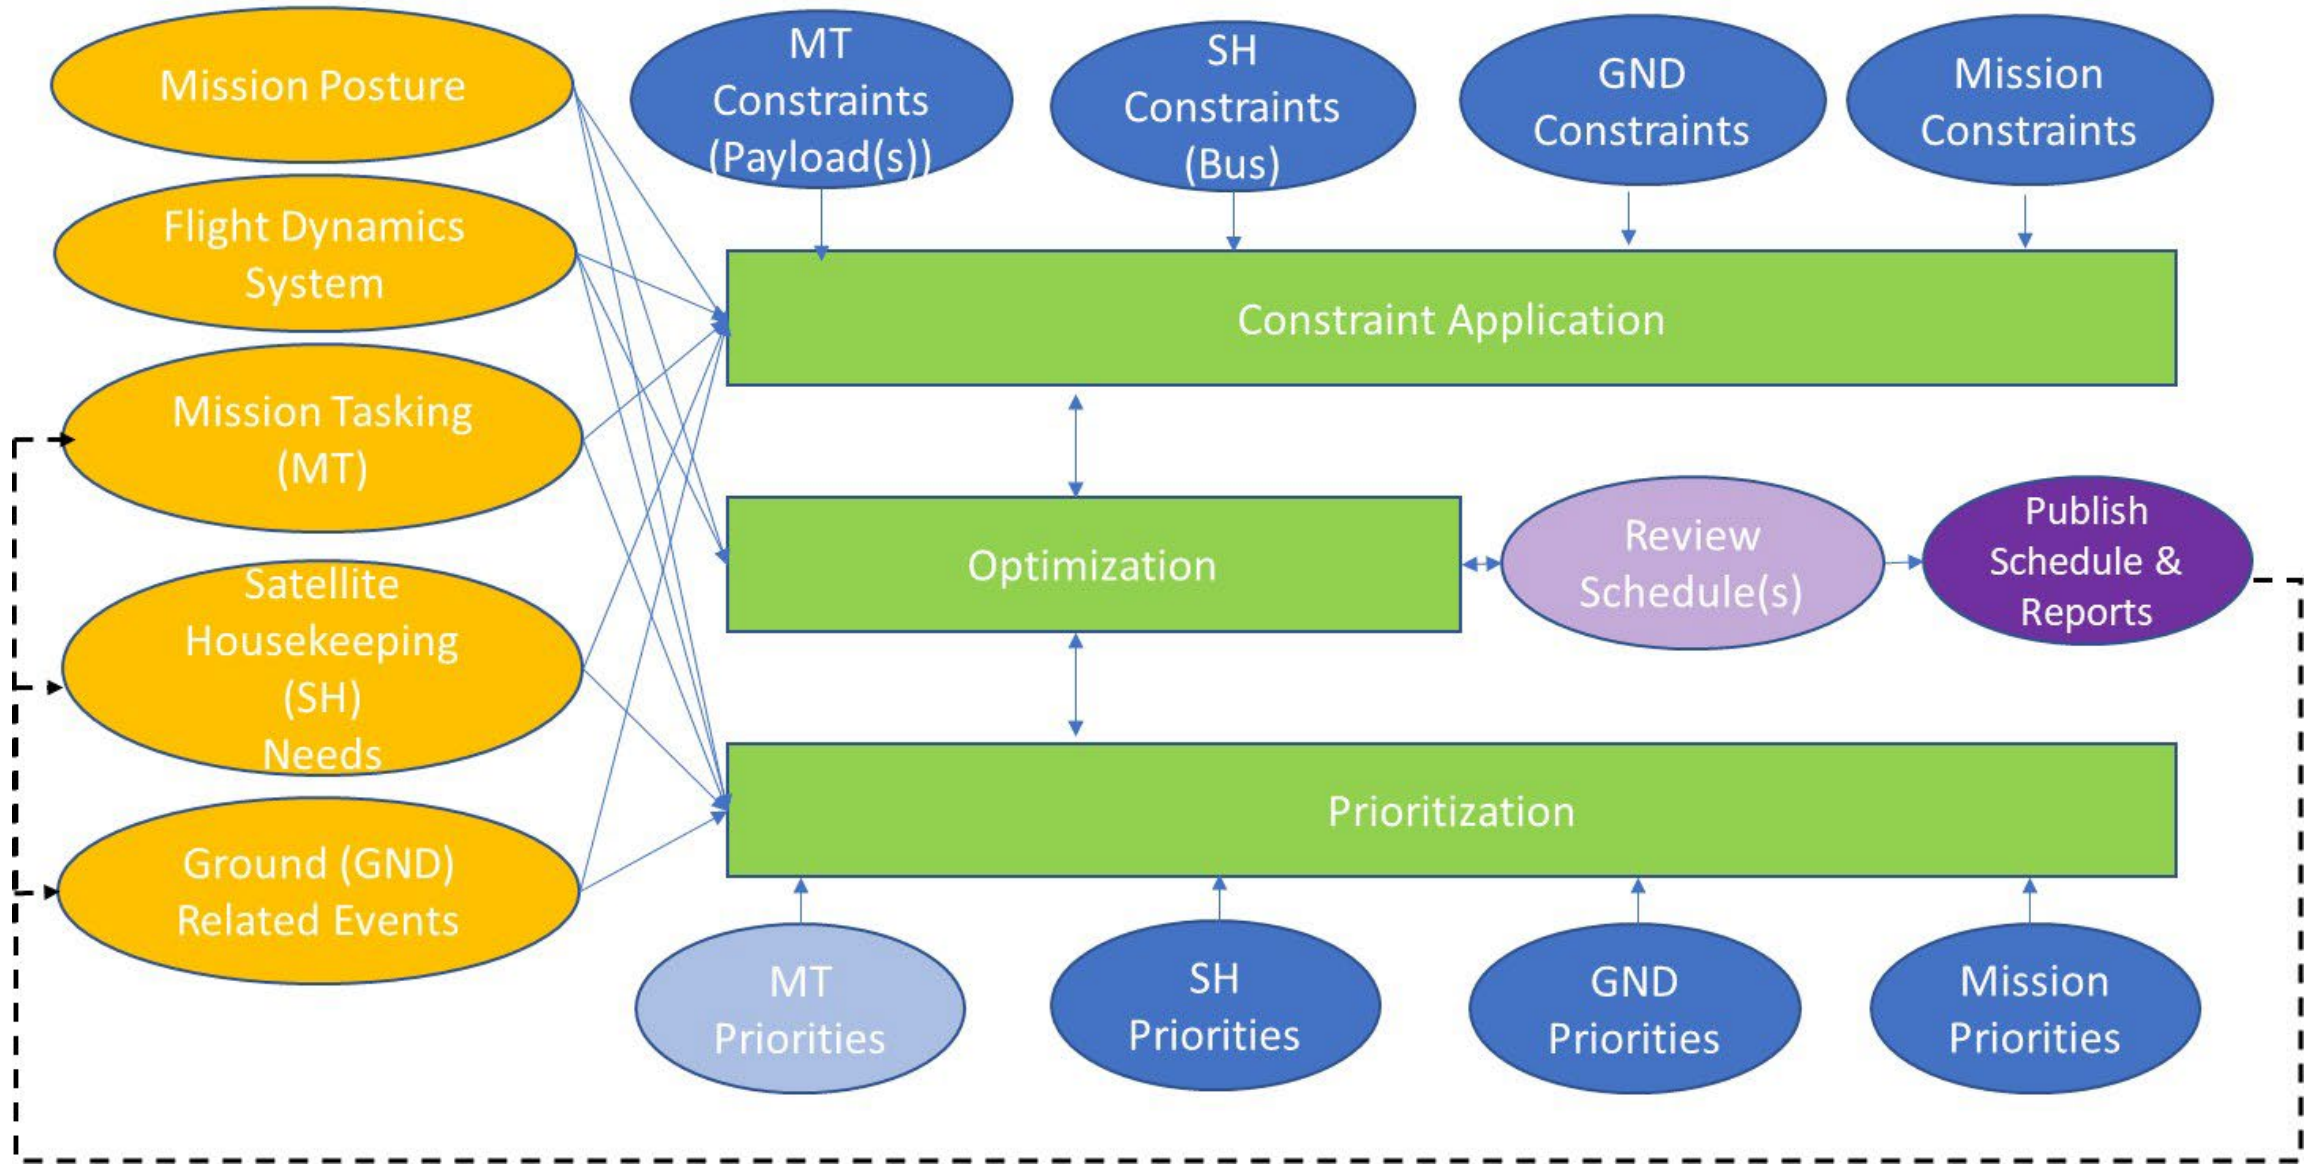 Mission Posture
Flight Dynamics
System
Mission Tasking
(MT)
Satellite
Housekeeping
(SH)
Needs
Ground (GND)
Related Events
MT
Constraints
(Payload(s))
SH
Constraints
(Bus)
GND
Constraints
Mission
Constraints
Constraint Application
Optimization
Review
Schedule(s)
Publish
Schedule &
Reports
Prioritization
MT
Priorities
SH
Priorities
GND
Priorities
Mission
Priorities